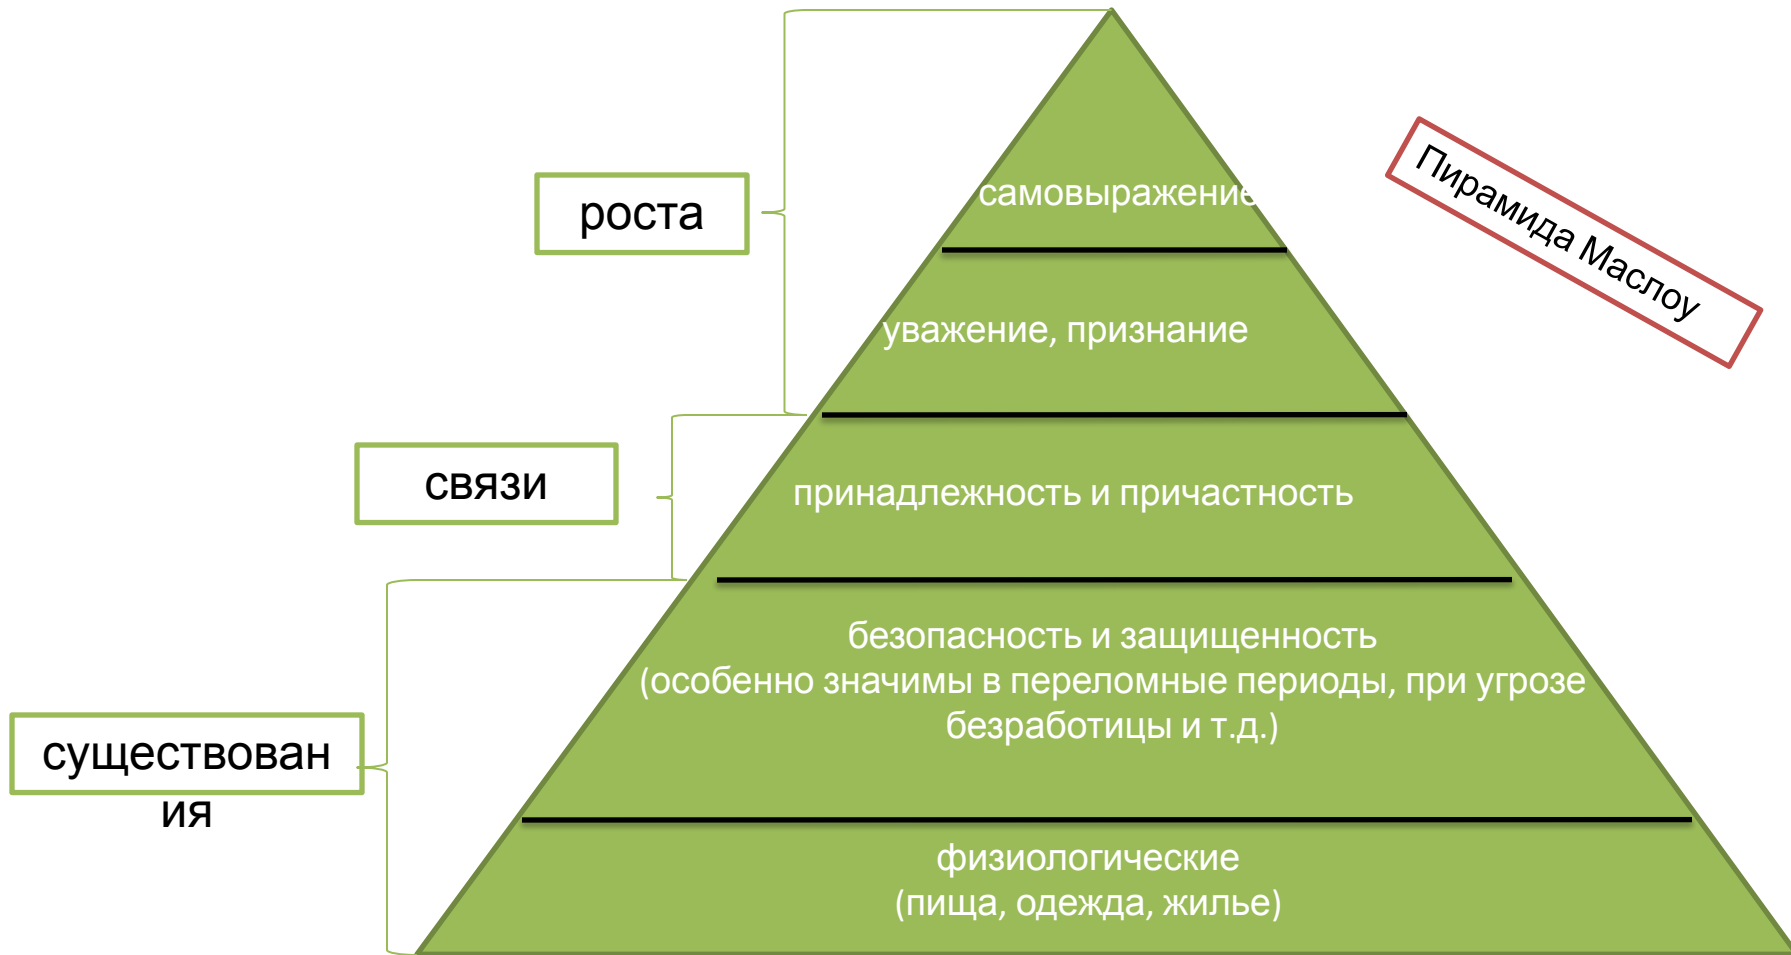 роста
связи
существован
ия
самовыражение
уважение, признание
принадлежность и причастность
безопасность и защищенность
(особенно значимы в переломные периоды, при угрозе
безработицы и т.д.)
физиологические
(пища, одежда, жилье)
Пирамида Маслоу